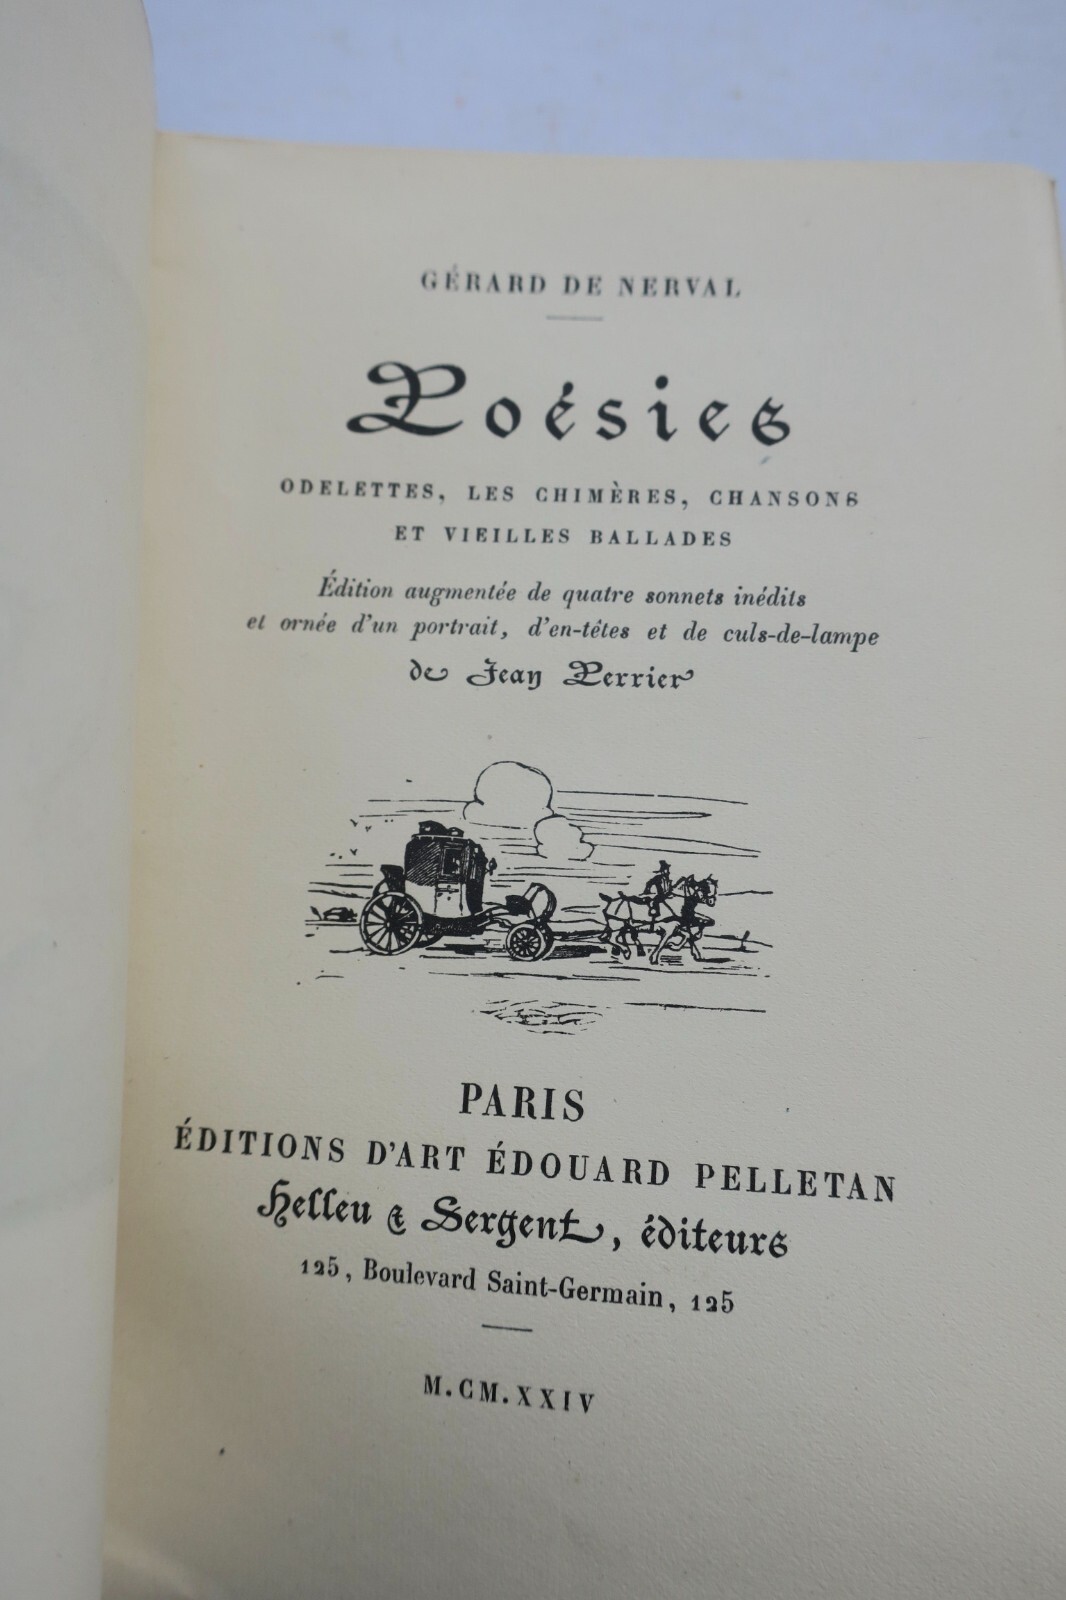 GÉRARD DE NERVAL
Poésies
ODELETTES, LES CHIMÈRES, CHANSONS
ET VIEILLES BALLADES
Édition augmentée de quatre sonnets inédits
et ornée d'un portrait, d'en-têtes et de culs-de-lampe
de Jean Perrier
PARIS
ÉDITIONS D'ART ÉDOUARD PELLETAN
Helleu & Sergent, éditeurs
125, Boulevard Saint-Germain, 125
M.CM.XXIV